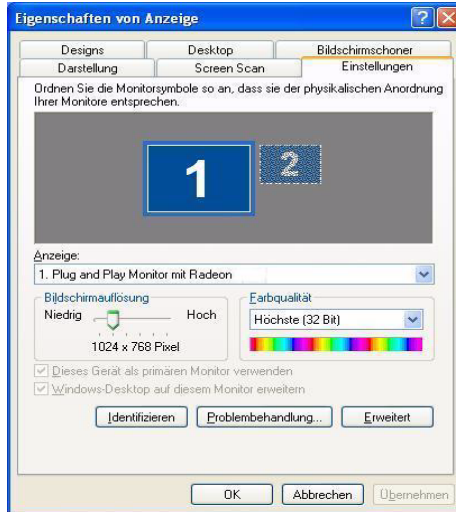 Eigenschaften von Anzeige
Designs Desktop Bildschirmschoner
Darstellung Screen Scan Einstellungen
Ordnen Sie die Monitorsymbole so an, dass sie der physikalischen Anordnung
Ihrer Monitore entsprechen.
1 2
Anzeige:
1. Plug and Play Monitor mit Radeon
Bildschirmauflösung Farbqualität
Niedrig Hoch Höchste (32 Bit)
1024 x 768 Pixel
Dieses Gerät als primären Monitor verwenden
Windows-Desktop auf diesem Monitor erweitern
Identifizieren Problembehandlung... Erweitert
OK Abbrechen Übernehmen